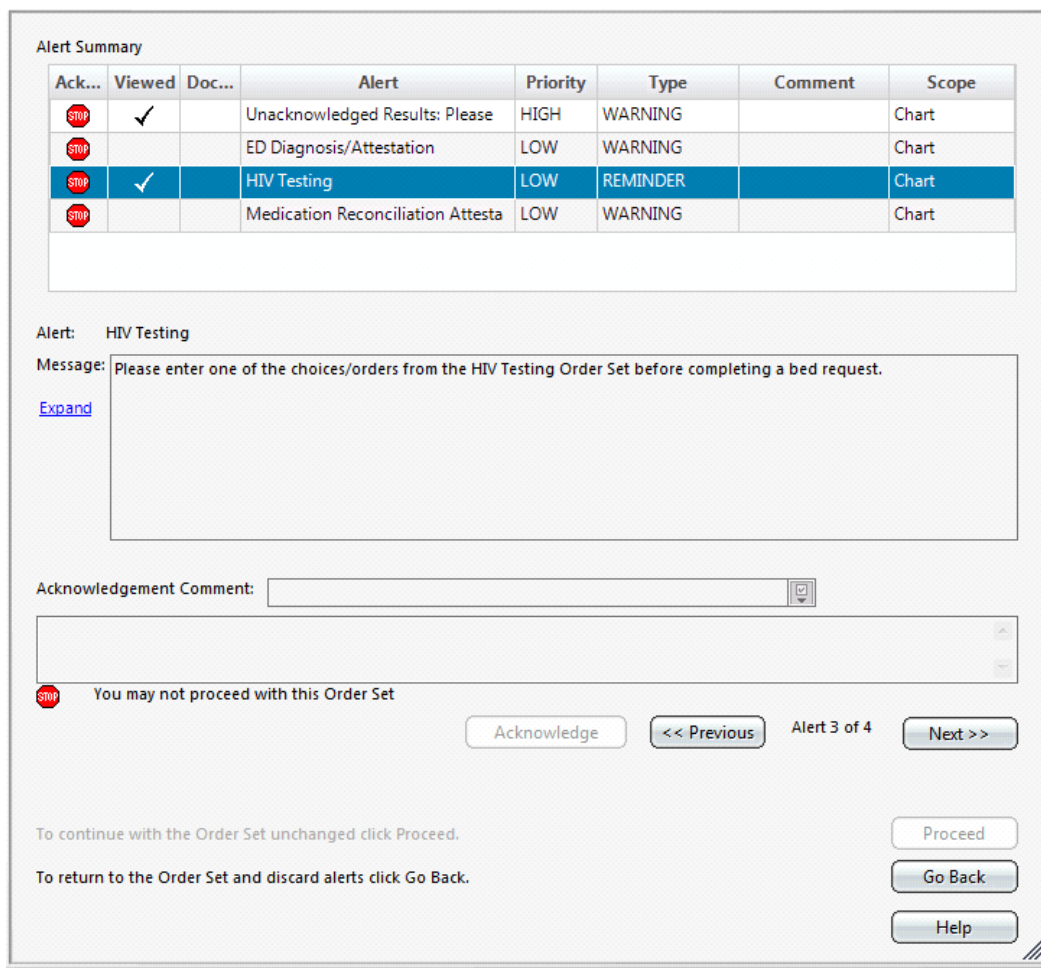 Alert Summary
Ack... Viewed Doc... Alert Priority Type Comment Scope
STOP Unacknowledged Results: Please HIGH WARNING Chart
STOP ED Diagnosis/Attestation LOW WARNING Chart
STOP HIV Testing LOW REMINDER Chart
STOP Medication Reconciliation Attesta LOW WARNING Chart
Alert: HIV Testing
Message: Please enter one of the choices/orders from the HIV Testing Order Set before completing a bed request.
Expand
Acknowledgement Comment:
STOP You may not proceed with this Order Set
Acknowledge << Previous Alert 3 of 4 Next >>
To continue with the Order Set unchanged click Proceed. Proceed
To return to the Order Set and discard alerts click Go Back. Go Back
Help